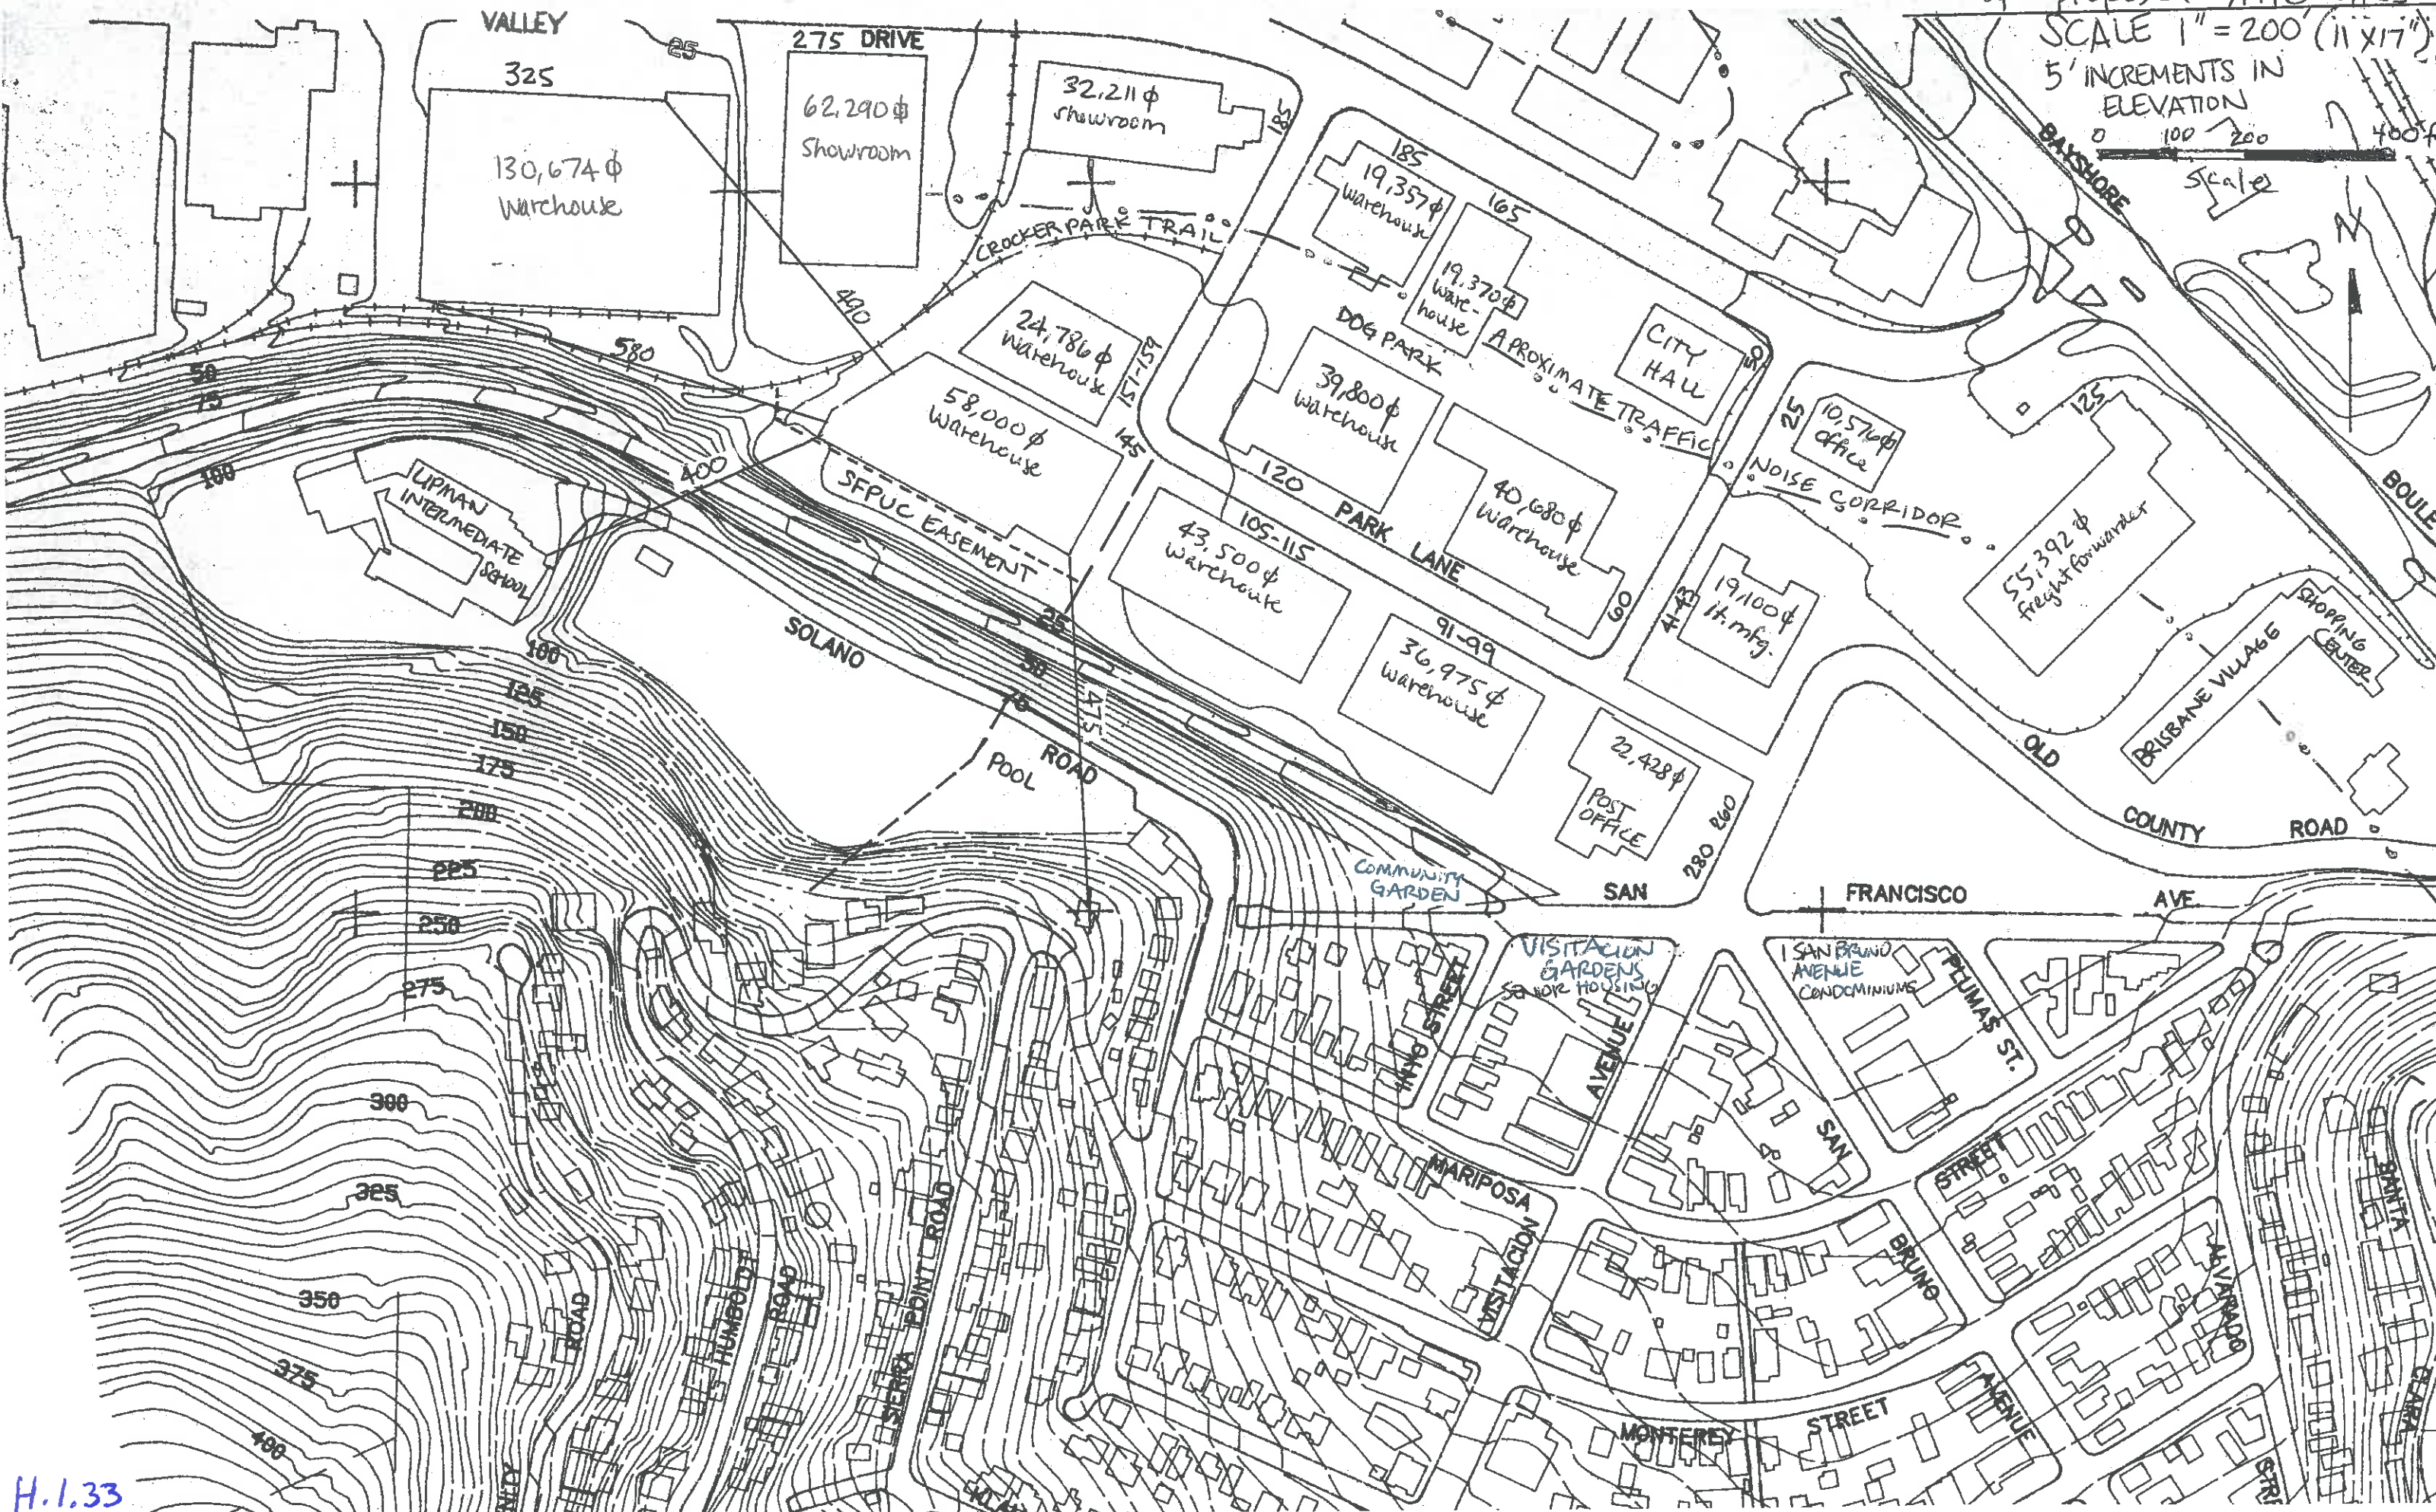 SCALE 1" = 200' (11 x 17")
5' INCREMENTS IN
ELEVATION
0 100 200 400 ft
Scale
N
VALLEY
275 DRIVE
325
25
130,674 ф
Warehouse
62,290 ф
Showroom
32,211 ф
showroom
185
CROCKER PARK TRAIL
185
19,357 ф
warehouse
165
19,370 ф
ware-
house
DOG PARK
APROXIMATE TRAFFIC
NOISE CORRIDOR
CITY
HALL
50
BAYSHORE
BOULE
490
580
24,786 ф
warehouse
151-159
58,000 ф
warehouse
145
39,800 ф
warehouse
120
PARK LANE
40,680 ф
Warehouse
60
25
10,576 ф
Office
125
55,392 ф
freight forwarder
41-43
19,100 ф
lt. mfg.
105-115
43,500 ф
warehouse
91-99
36,975 ф
warehouse
22,428 ф
POST
OFFICE
260
280
BRISBANE VILLAGE
SHOPPING
CENTER
OLD
COUNTY
ROAD
50
75
100
LIPMAN
INTERMEDIATE
SCHOOL
400
SFPUC EASEMENT
SOLANO
ROAD
25
50
75
475
POOL
100
125
150
175
200
225
250
275
300
325
350
375
400
COMMUNITY
GARDEN
SAN
FRANCISCO
AVE.
VISITACION
GARDENS
SENIOR HOUSING
1 SAN BRUNO
AVENUE
CONDOMINIUMS
PLUMAS ST.
INYO STREET
AVENUE
SAN
STREET
MARIPOSA
VISITACION
BRUNO
ALVARADO
SANTA
CLARA
ROAD
HUMBOLDT
ROAD
SIERRA POINT ROAD
MONTEREY
STREET
AVENUE
STR
H.1.33